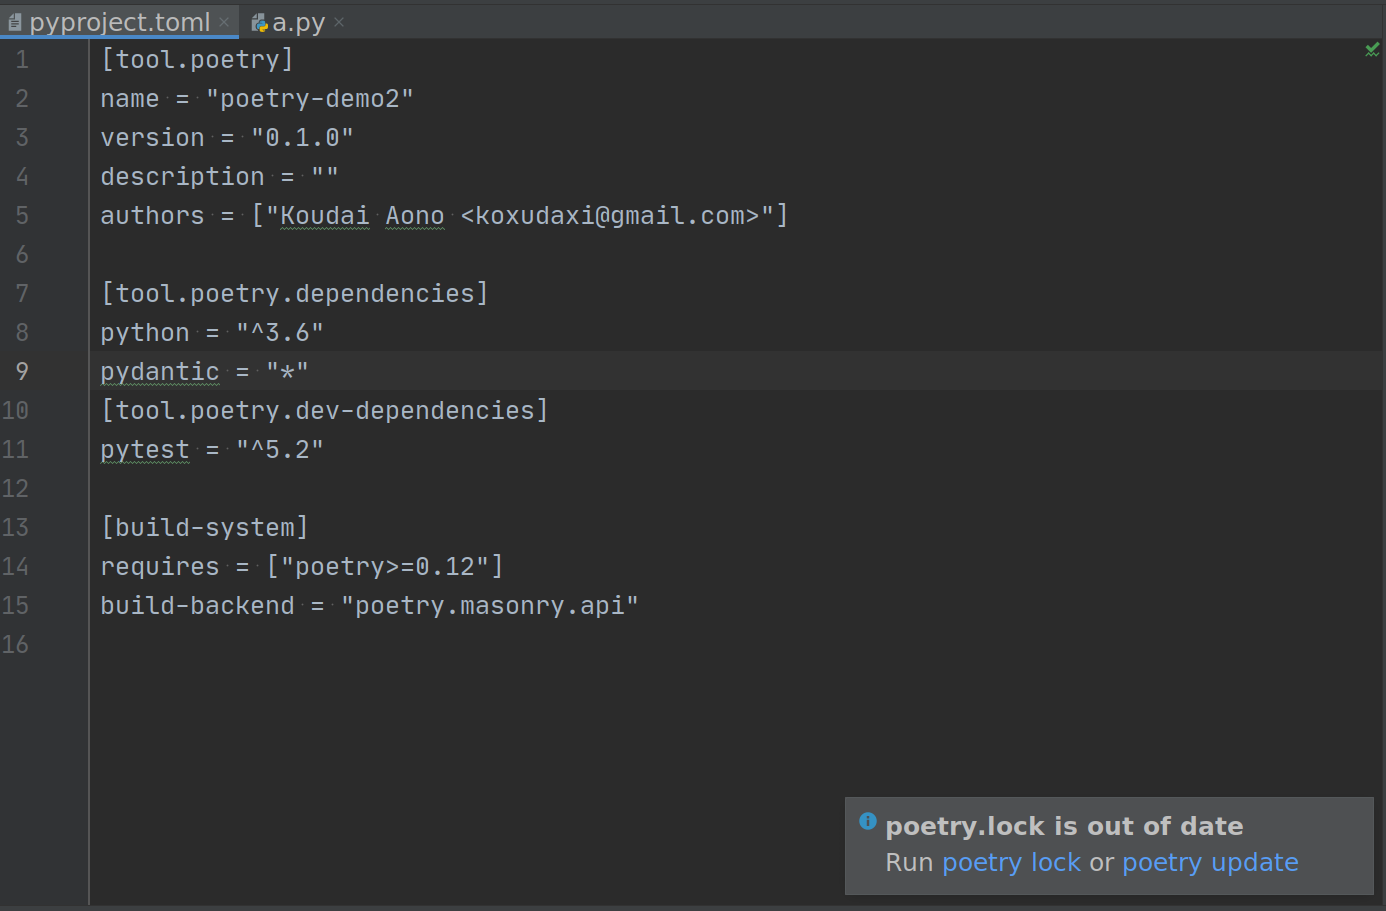 pyproject.toml a.py
1 [tool.poetry]
2 name = "poetry-demo2"
3 version = "0.1.0"
4 description = ""
5 authors = ["Koudai Aono <koxudaxi@gmail.com>"]
6
7 [tool.poetry.dependencies]
8 python = "^3.6"
9 pydantic = "*"
10 [tool.poetry.dev-dependencies]
11 pytest = "^5.2"
12
13 [build-system]
14 requires = ["poetry>=0.12"]
15 build-backend = "poetry.masonry.api"
16
poetry.lock is out of date
Run poetry lock or poetry update